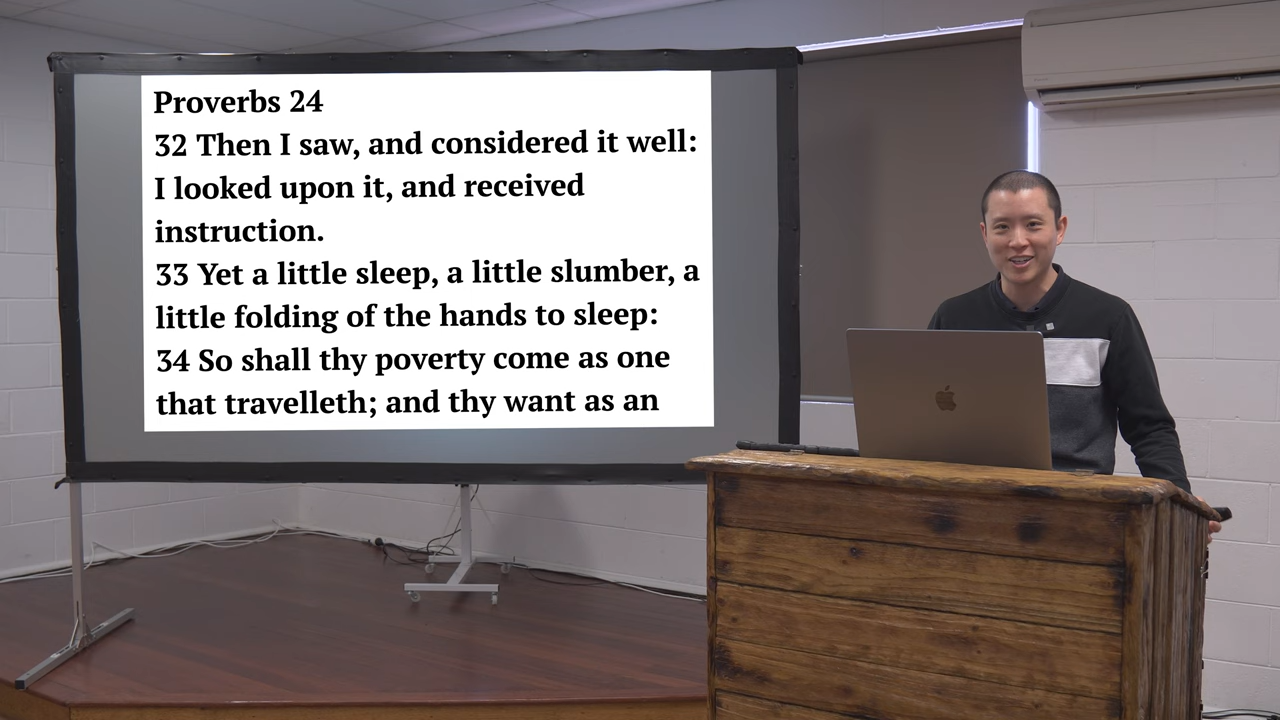 Proverbs 24
32 Then I saw, and considered it well:
I looked upon it, and received
instruction.
33 Yet a little sleep, a little slumber, a
little folding of the hands to sleep:
34 So shall thy poverty come as one
that travelleth; and thy want as an